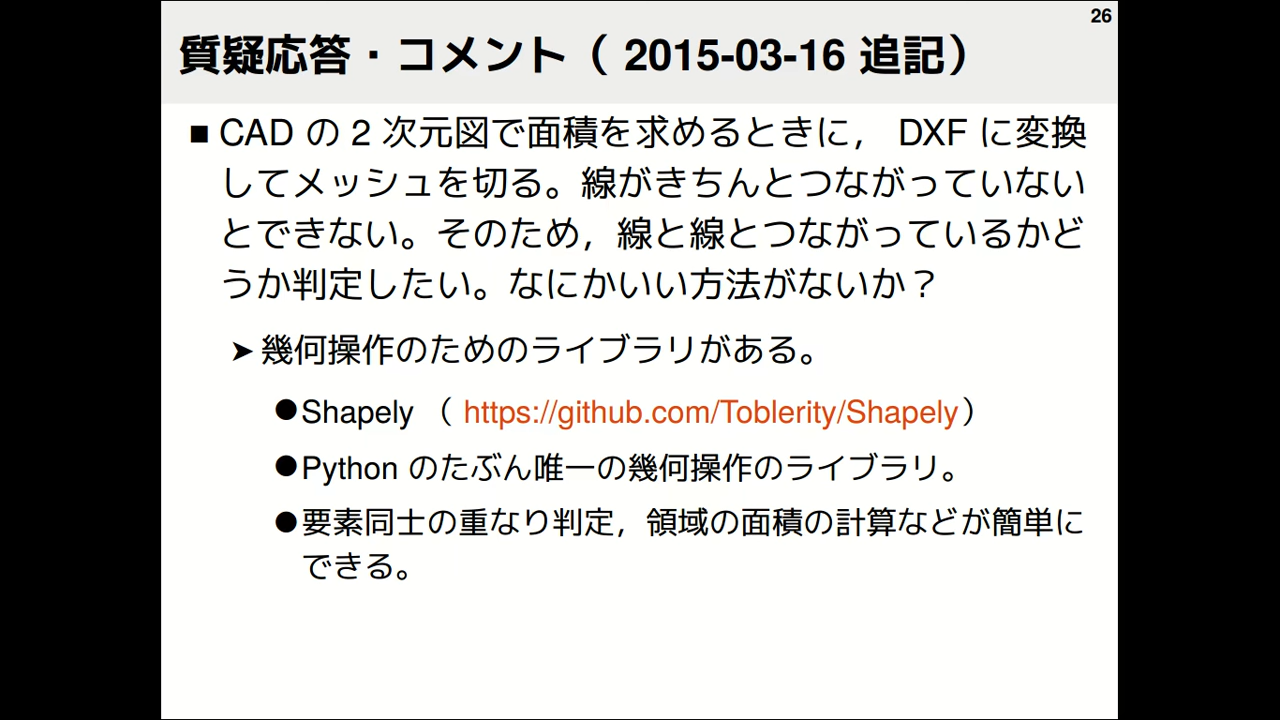 26
質疑応答・コメント（ 2015-03-16 追記）
■ CAD の 2 次元図で面積を求めるときに， DXF に変換
してメッシュを切る。線がきちんとつながっていない
とできない。そのため，線と線とつながっているかど
うか判定したい。なにかいい方法がないか？
➤ 幾何操作のためのライブラリがある。
●Shapely （ https://github.com/Toblerity/Shapely）
●Python のたぶん唯一の幾何操作のライブラリ。
●要素同士の重なり判定，領域の面積の計算などが簡単に
できる。